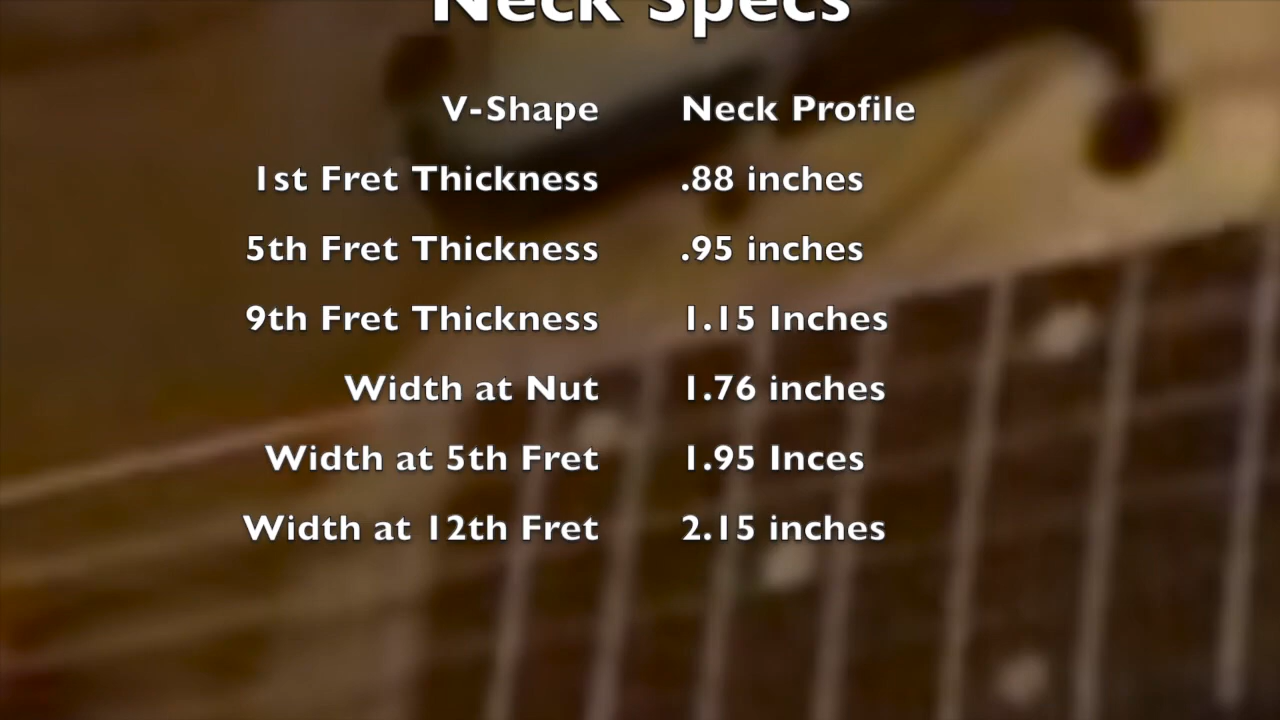 Neck Specs
V-Shape Neck Profile
1st Fret Thickness .88 inches
5th Fret Thickness .95 inches
9th Fret Thickness 1.15 Inches
Width at Nut 1.76 inches
Width at 5th Fret 1.95 Inces
Width at 12th Fret 2.15 inches